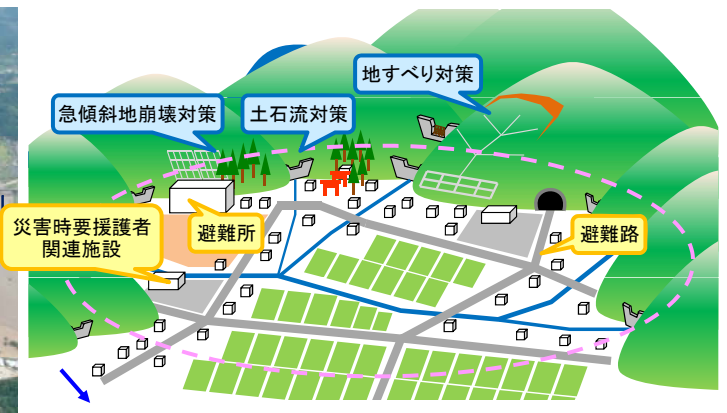 地すべり対策
急傾斜地崩壊対策
土石流対策
災害時要援護者
関連施設
避難所
避難路